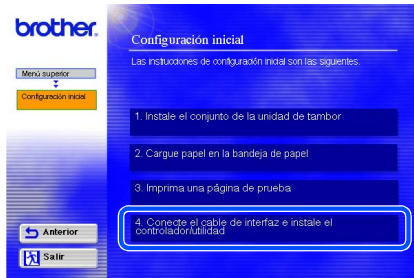 brother.
Configuración inicial
Las instrucciones de configuración inicial son las siguientes.
Menú superior
Configuración inicial
1. Instale el conjunto de la unidad de tambor
2. Cargue papel en la bandeja de papel
3. Imprima una página de prueba
4. Conecte el cable de interfaz e instale el
controlador/utilidad
Anterior
Salir